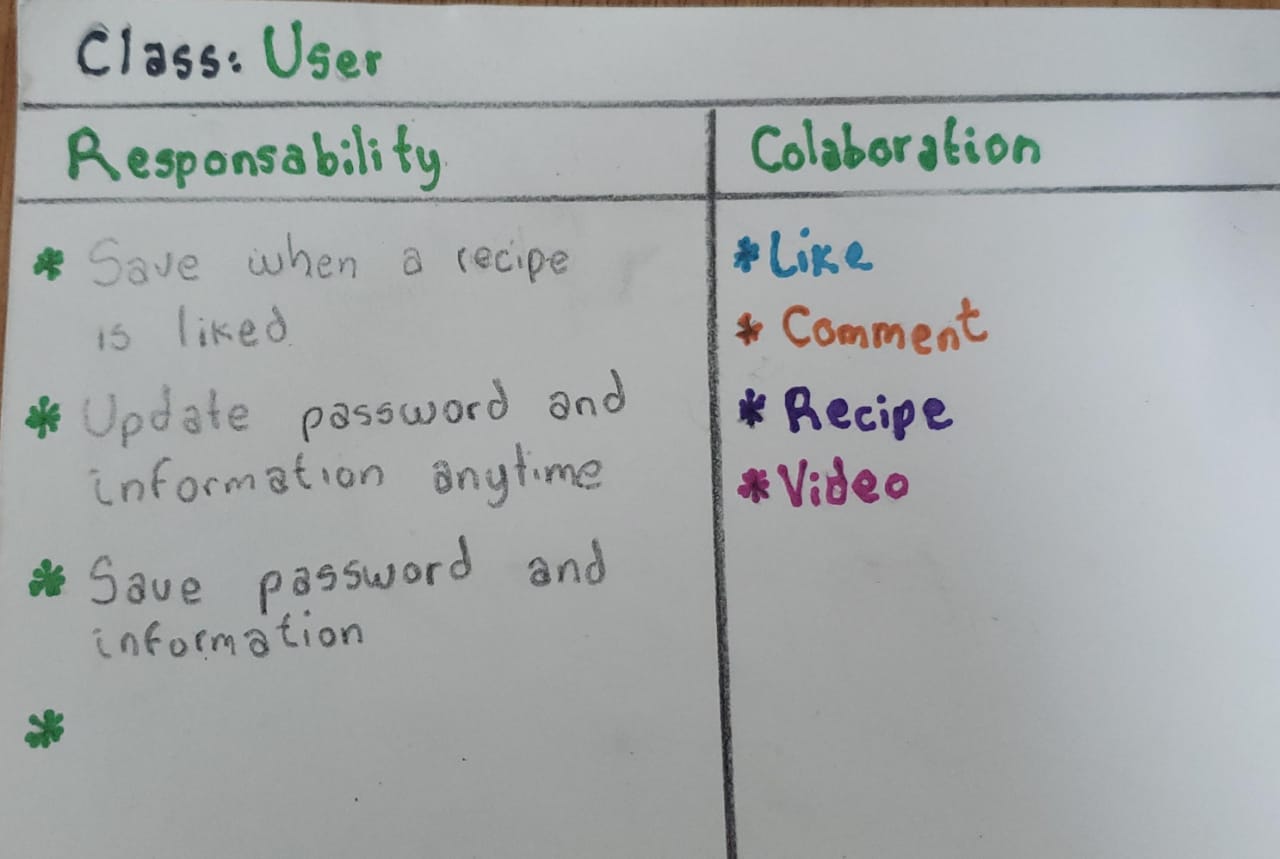 Class: User
Responsability
Colaboration
* Save when a recipe
is liked
* Update password and
information anytime
* Save password and
information
*
* Like
* Comment
* Recipe
* Video